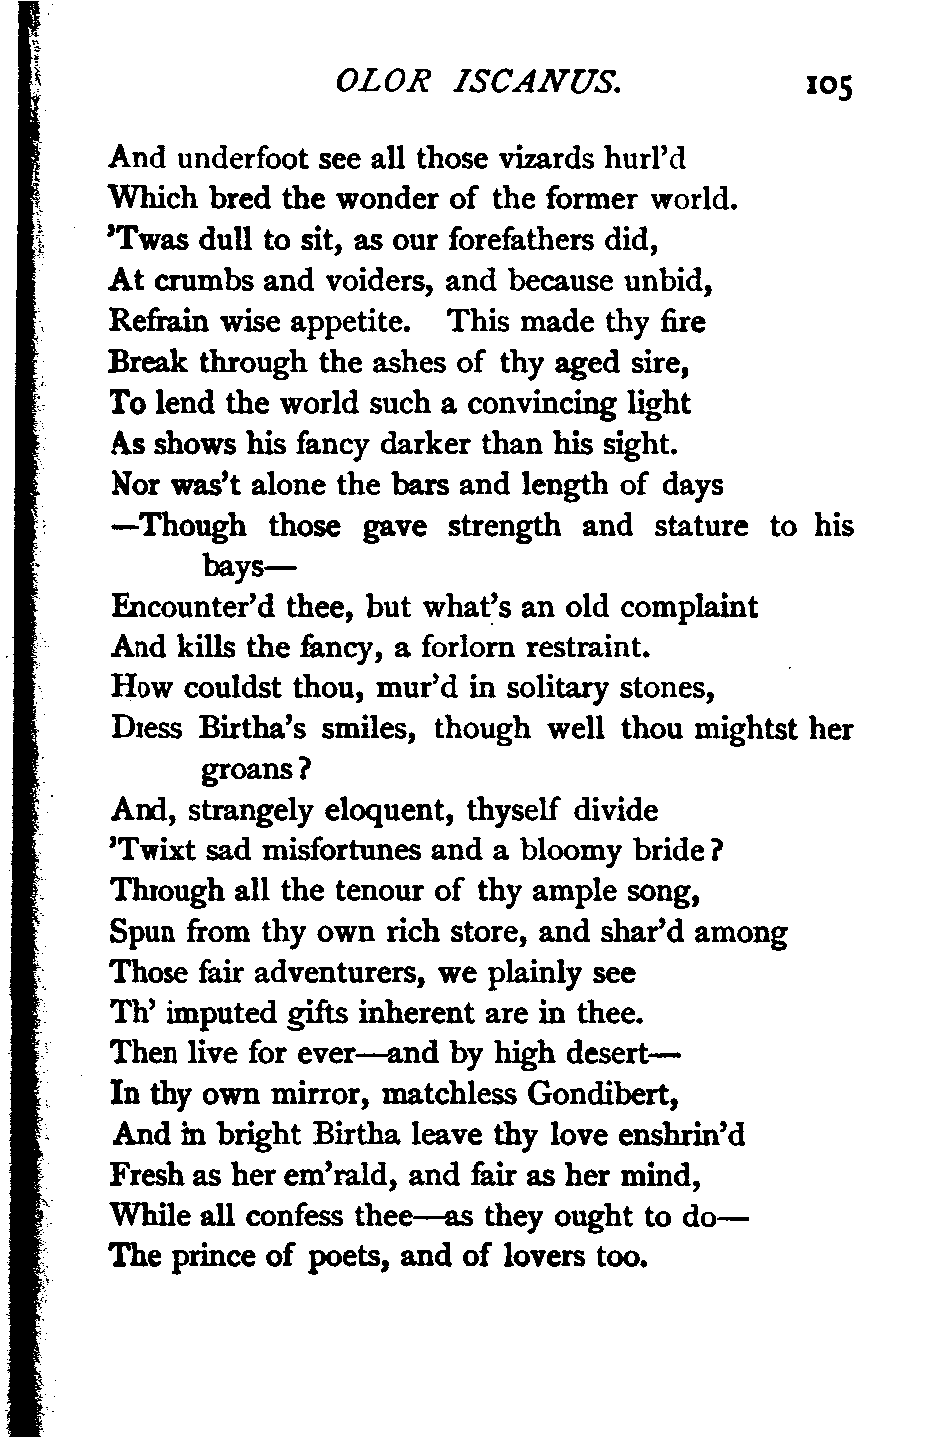 OLOR ISCANUS. 105
And underfoot see all those vizards hurl'd
Which bred the wonder of the former world.
'Twas dull to sit, as our forefathers did,
At crumbs and voiders, and because unbid,
Refrain wise appetite. This made thy fire
Break through the ashes of thy aged sire,
To lend the world such a convincing light
As shows his fancy darker than his sight.
Nor was't alone the bars and length of days
—Though those gave strength and stature to his
bays—
Encounter'd thee, but what's an old complaint
And kills the fancy, a forlorn restraint.
How couldst thou, mur'd in solitary stones,
Dress Birtha's smiles, though well thou mightst her
groans?
And, strangely eloquent, thyself divide
'Twixt sad misfortunes and a bloomy bride?
Through all the tenour of thy ample song,
Spun from thy own rich store, and shar'd among
Those fair adventurers, we plainly see
Th' imputed gifts inherent are in thee.
Then live for ever—and by high desert—
In thy own mirror, matchless Gondibert,
And in bright Birtha leave thy love enshrin'd
Fresh as her em'rald, and fair as her mind,
While all confess thee—as they ought to do—
The prince of poets, and of lovers too.